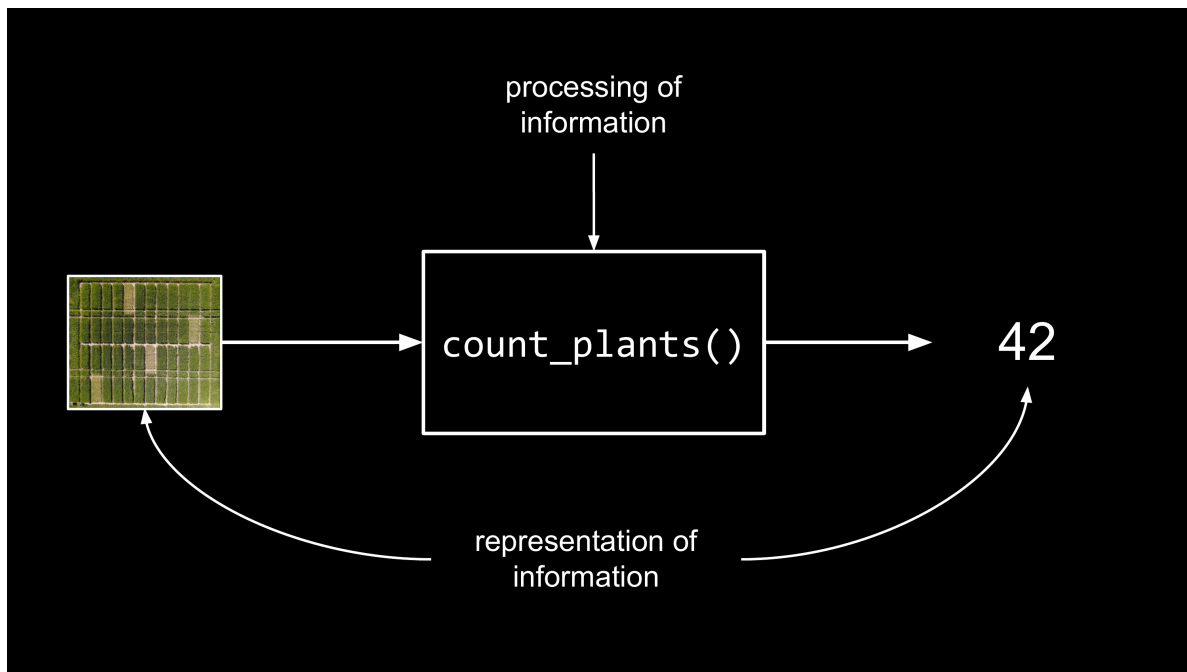 processing of
information
count_plants()
42
representation of
information